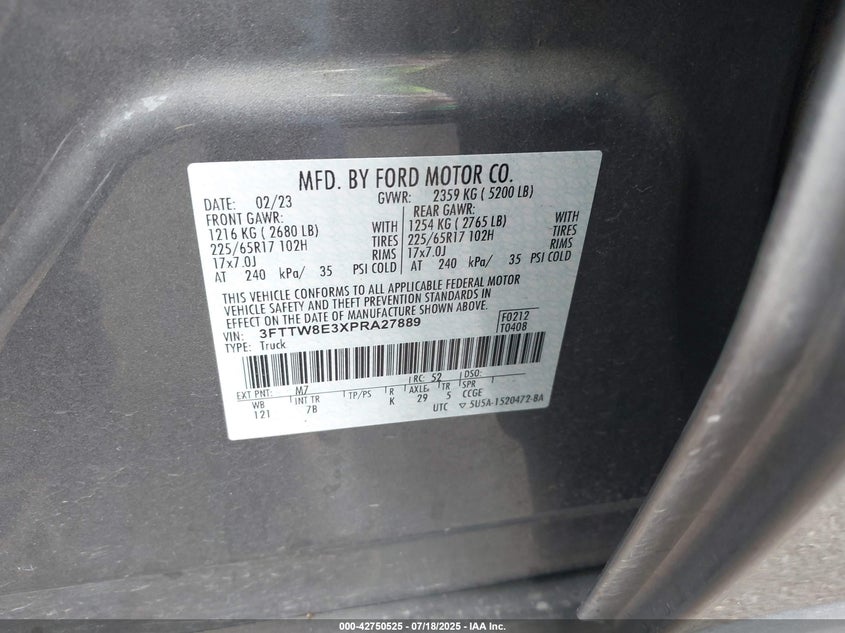 MFD. BY FORD MOTOR CO.
DATE: 02/23 GVWR: 2359 KG ( 5200 LB)
FRONT GAWR: REAR GAWR:
1216 KG ( 2680 LB) WITH 1254 KG ( 2765 LB) WITH
225/65R17 102H TIRES 225/65R17 102H TIRES
17x7.0J RIMS 17x7.0J RIMS
AT 240 kPa/ 35 PSI COLD AT 240 kPa/ 35 PSI COLD
THIS VEHICLE CONFORMS TO ALL APPLICABLE FEDERAL MOTOR
VEHICLE SAFETY AND THEFT PREVENTION STANDARDS IN
EFFECT ON THE DATE OF MANUFACTURE SHOWN ABOVE.
VIN: 3FTTW8E3XPRA27889 F0212
TYPE: Truck T0408
EXT PNT: M7 RC: 52 DSO:
WB INT TR TP/PS R AXLE TR SPR
121 7B K 29 5 CCGE
UTC ▽ 5U5A-1520472-BA
000-42750525 - 07/18/2025 - IAA Inc.